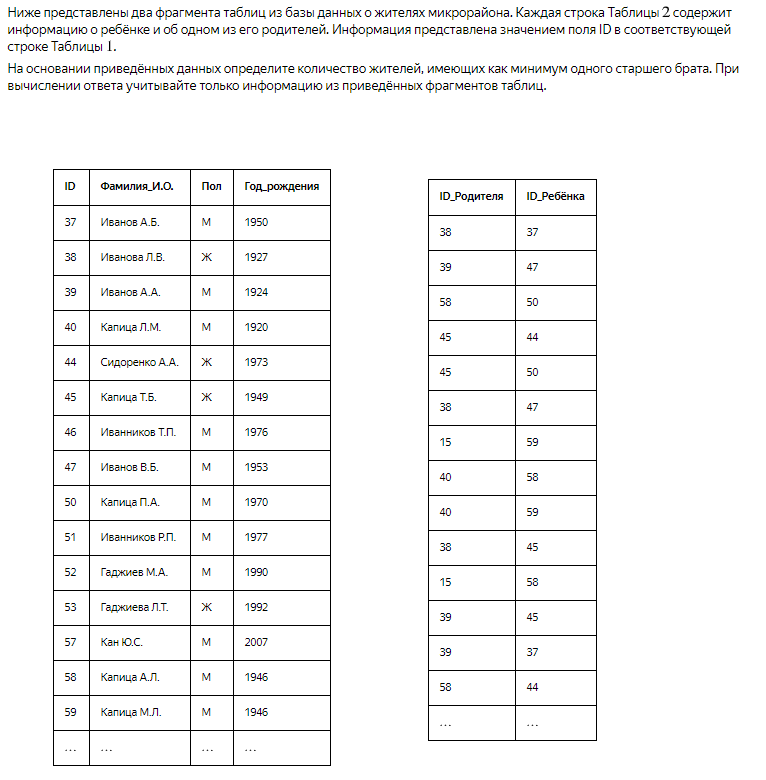 Ниже представлены два фрагмента таблиц из базы данных о жителях микрорайона. Каждая строка Таблицы 2 содержит
информацию о ребёнке и об одном из его родителей. Информация представлена значением поля ID в соответствующей
строке Таблицы 1.
На основании приведённых данных определите количество жителей, имеющих как минимум одного старшего брата. При
вычислении ответа учитывайте только информацию из приведённых фрагментов таблиц.
ID Фамилия_И.О. Пол Год_рождения
37 Иванов А.Б. М 1950
38 Иванова Л.В. Ж 1927
39 Иванов А.А. М 1924
40 Капица Л.М. М 1920
44 Сидоренко А.А. Ж 1973
45 Капица Т.Б. Ж 1949
46 Иванников Т.П. М 1976
47 Иванов В.Б. М 1953
50 Капица П.А. М 1970
51 Иванников Р.П. М 1977
52 Гаджиев М.А. М 1990
53 Гаджиева Л.Т. Ж 1992
57 Кан Ю.С. М 2007
58 Капица А.Л. М 1946
59 Капица М.Л. М 1946
... ... ... ...
ID_Родителя ID_Ребёнка
38 37
39 47
58 50
45 44
45 50
38 47
15 59
40 58
40 59
38 45
15 58
39 45
39 37
58 44
... ...